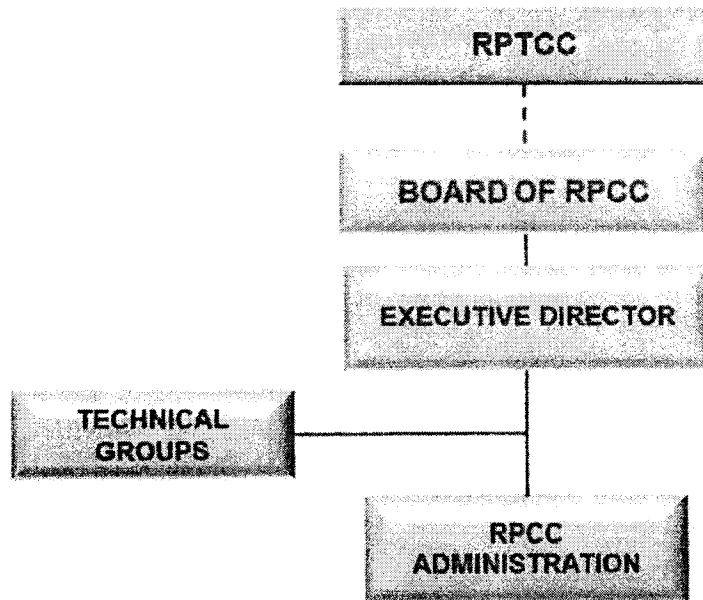 RPTCC
BOARD OF RPCC
EXECUTIVE DIRECTOR
TECHNICAL
GROUPS
RPCC
ADMINISTRATION